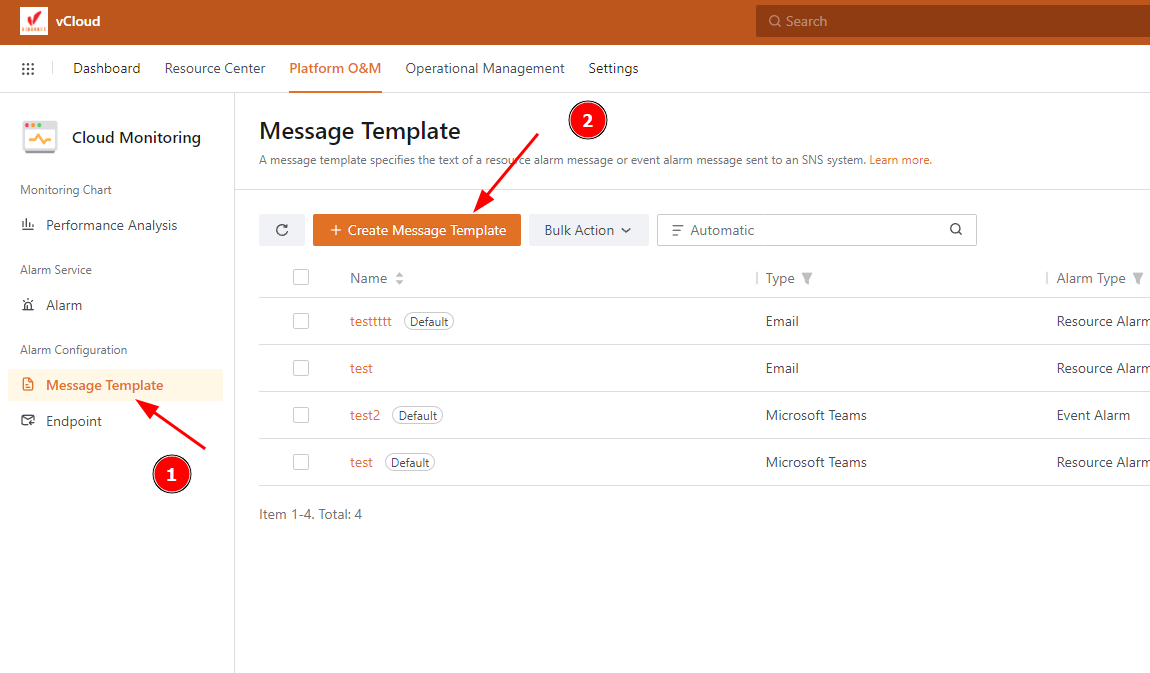 vCloud
Search
Dashboard Resource Center Platform O&M Operational Management Settings
Cloud Monitoring
Monitoring Chart
Performance Analysis
Alarm Service
Alarm
Alarm Configuration
Message Template
Endpoint
1
Message Template
2
A message template specifies the text of a resource alarm message or event alarm message sent to an SNS system. Learn more.
+ Create Message Template Bulk Action Automatic
Name Type Alarm Type
testtttt Default Email Resource Alarm
test Email Resource Alarm
test2 Default Microsoft Teams Event Alarm
test Default Microsoft Teams Resource Alarm
Item 1-4. Total: 4